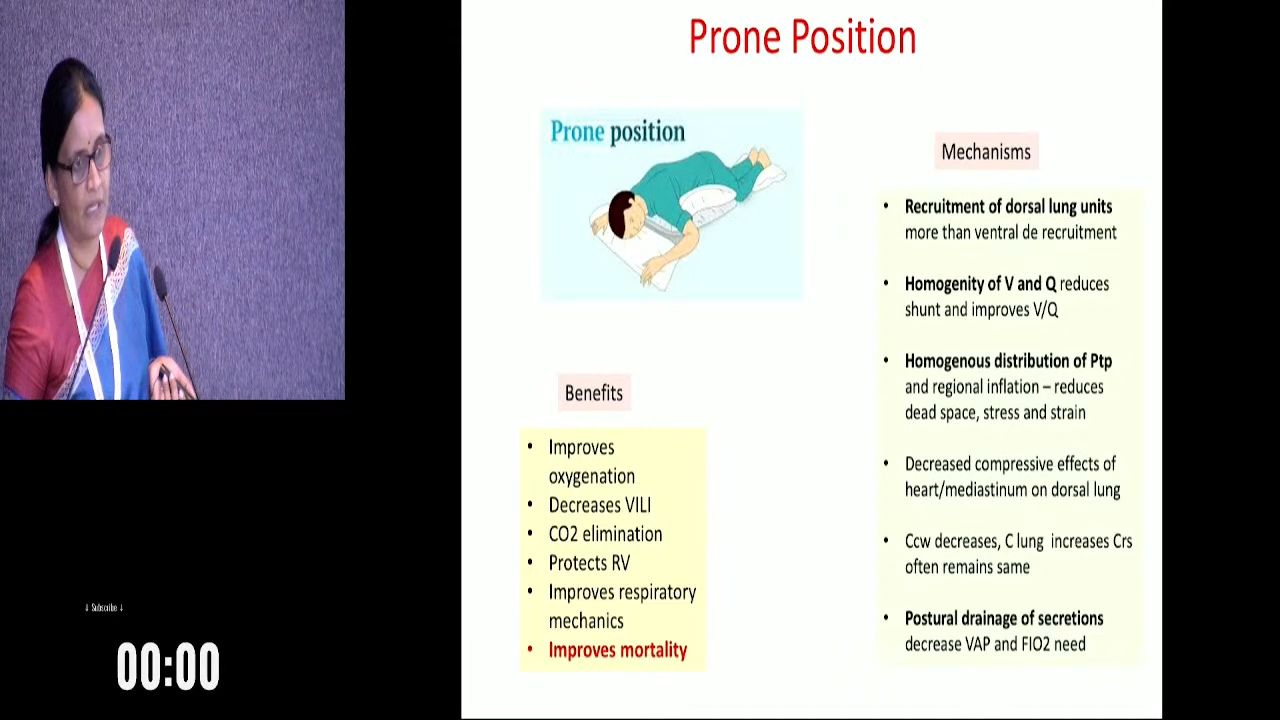 Prone Position
Prone position
Mechanisms
• Recruitment of dorsal lung units
more than ventral de recruitment
• Homogenity of V and Q reduces
shunt and improves V/Q
• Homogenous distribution of Ptp
and regional inflation – reduces
dead space, stress and strain
• Decreased compressive effects of
heart/mediastinum on dorsal lung
• Ccw decreases, C lung increases Crs
often remains same
• Postural drainage of secretions
decrease VAP and FIO2 need
Benefits
• Improves
oxygenation
• Decreases VILI
• CO2 elimination
• Protects RV
• Improves respiratory
mechanics
• Improves mortality
↓ Subscribe ↓
00:00